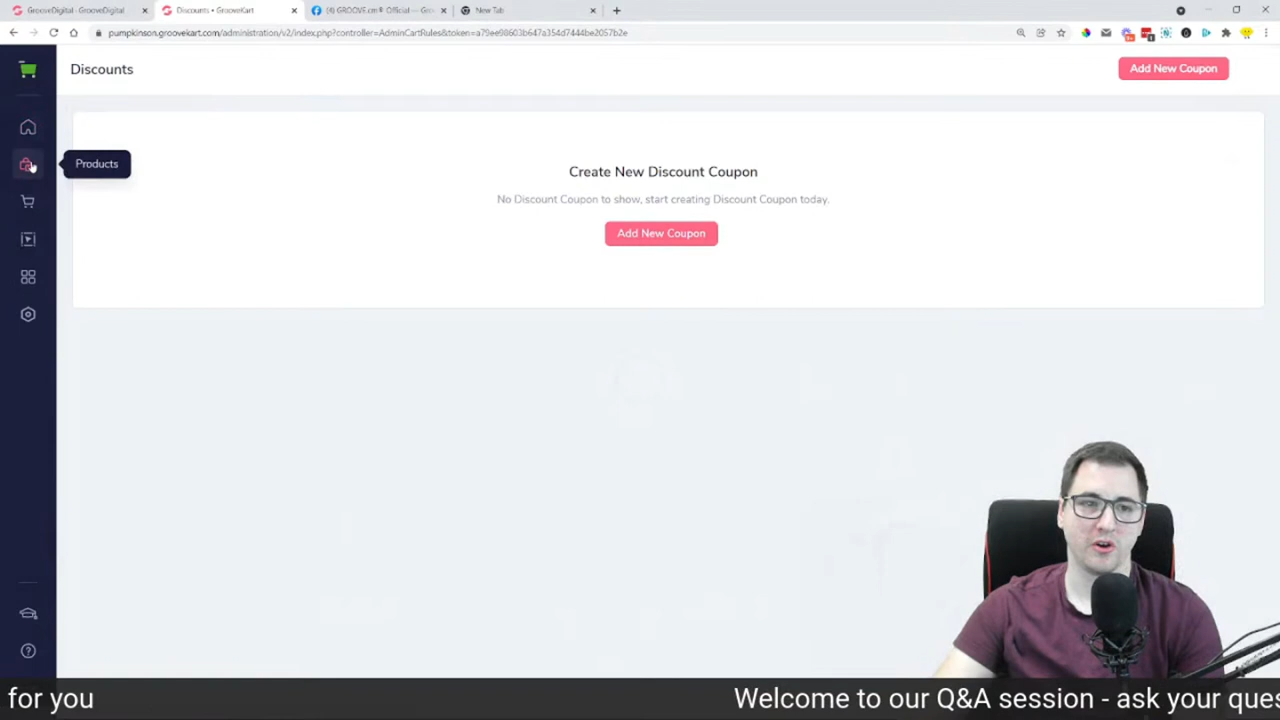 GrooveDigital - GrooveDigital
Discounts • GrooveKart
(4) GROOVE.cm® Official — Gro
New Tab
pumpkinson.groovekart.com/administration/v2/index.php?controller=AdminCartRules&token=a79ee98603b647a354d7444be2057b2e
Discounts
Add New Coupon
Products
Create New Discount Coupon
No Discount Coupon to show, start creating Discount Coupon today.
Add New Coupon
for you
Welcome to our Q&A session - ask your ques